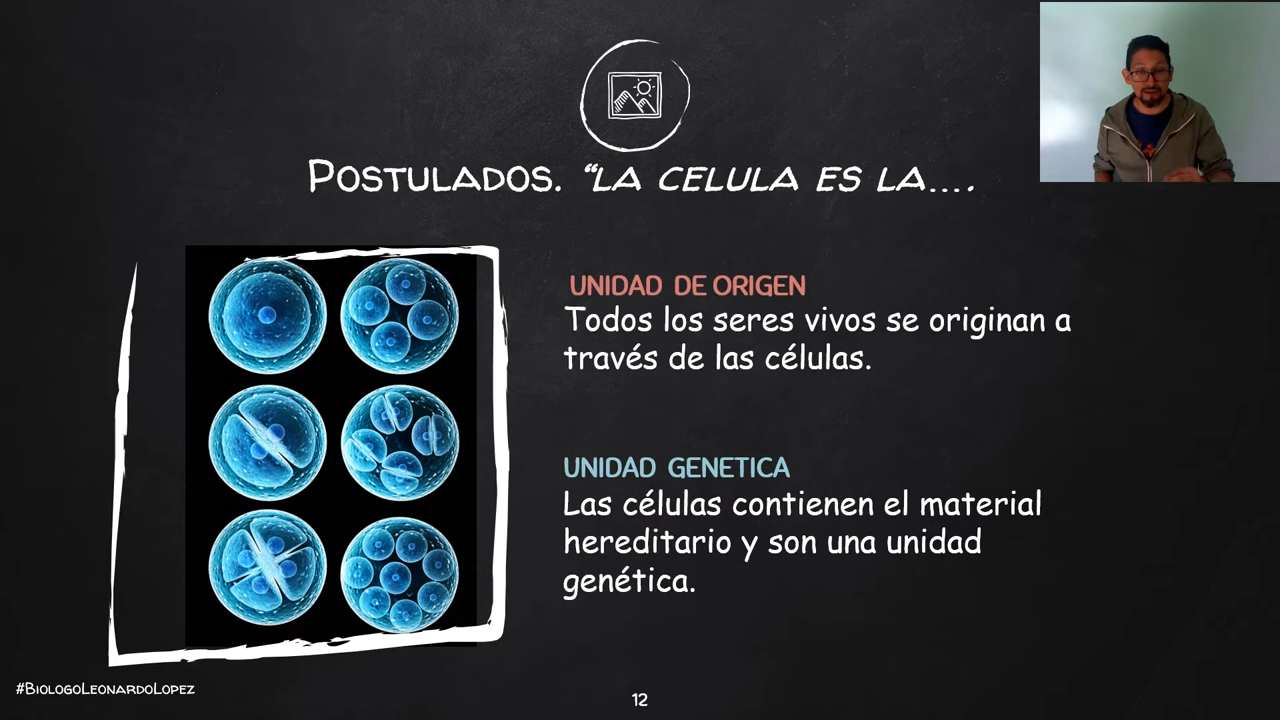 POSTULADOS. “LA CELULA ES LA....
UNIDAD DE ORIGEN
Todos los seres vivos se originan a
través de las células.
UNIDAD GENETICA
Las células contienen el material
hereditario y son una unidad
genética.
#BIOLOGOLEONARDOLOPEZ
12